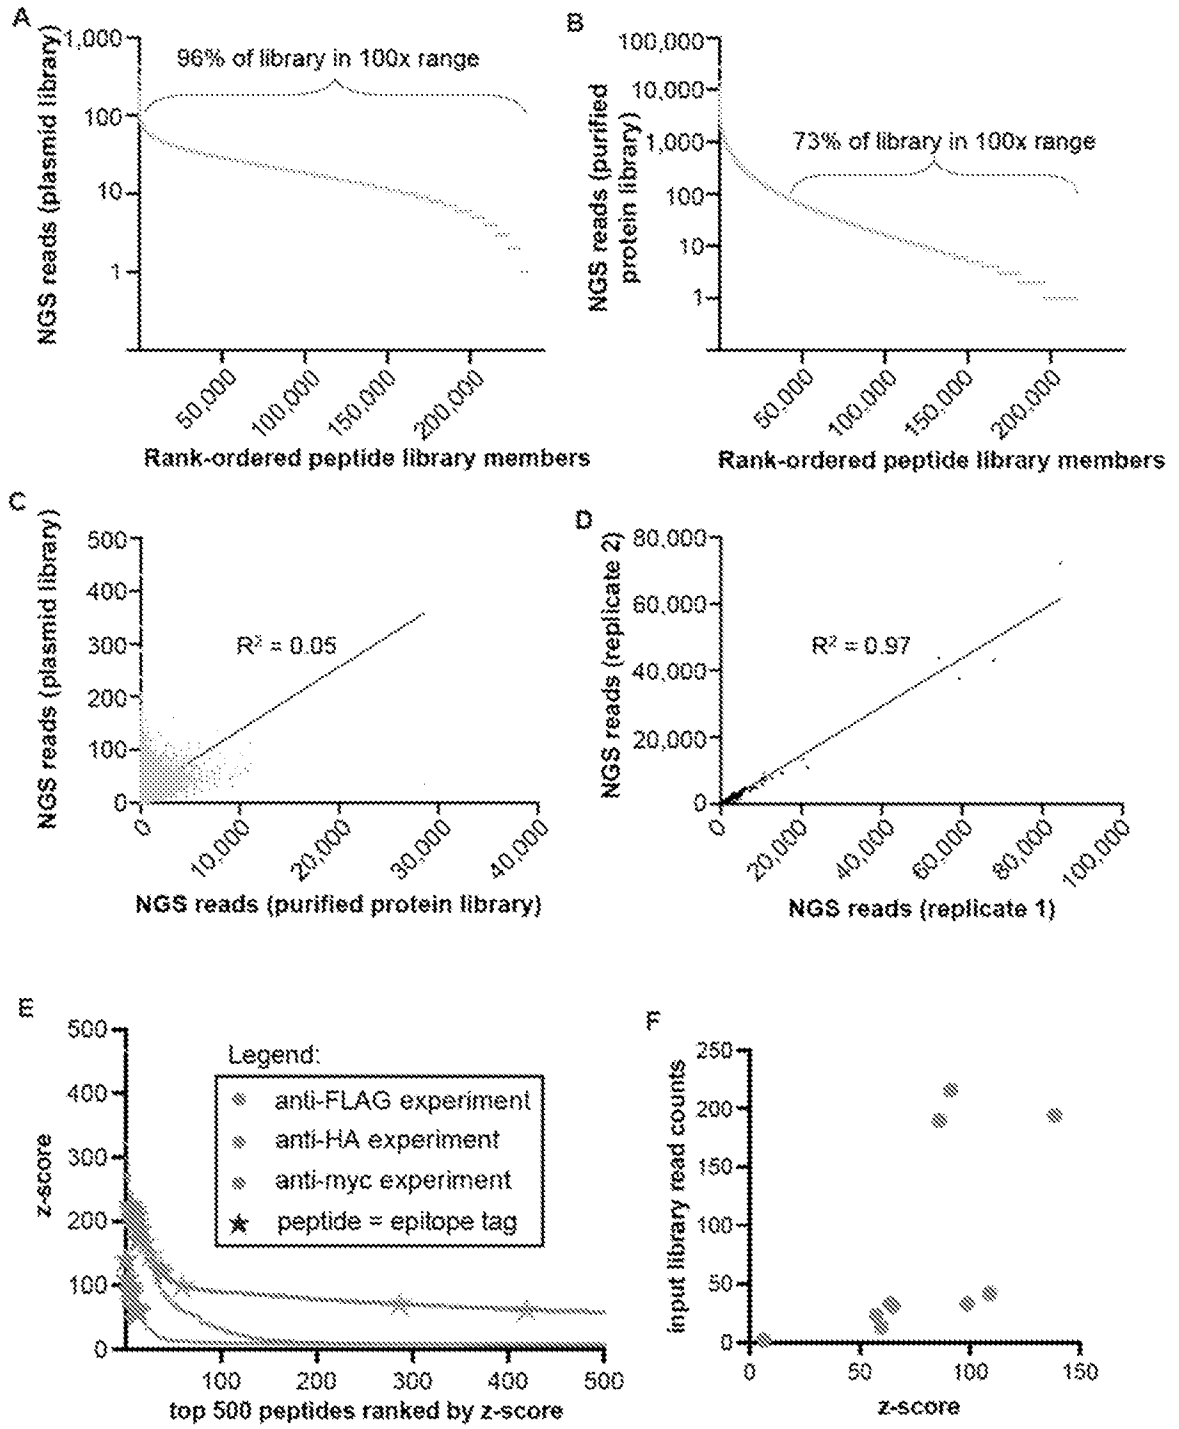 A
1,000
100
10
1
NGS reads (plasmid library)
96% of library in 100x range
50,000
100,000
150,000
200,000
Rank-ordered peptide library members
B
100,000
10,000
1,000
100
10
1
NGS reads (purified
protein library)
73% of library in 100x range
50,000
100,000
150,000
200,000
Rank-ordered peptide library members
C
500
400
300
200
100
0
NGS reads (plasmid library)
R² = 0.05
0
10,000
20,000
30,000
40,000
NGS reads (purified protein library)
D
80,000
60,000
40,000
20,000
0
NGS reads (replicate 2)
R² = 0.97
0
20,000
40,000
60,000
80,000
100,000
NGS reads (replicate 1)
E
500
400
300
200
100
0
z-score
Legend:
anti-FLAG experiment
anti-HA experiment
anti-myc experiment
peptide = epitope tag
100
200
300
400
500
top 500 peptides ranked by z-score
F
250
200
150
100
50
0
input library read counts
0
50
100
150
z-score